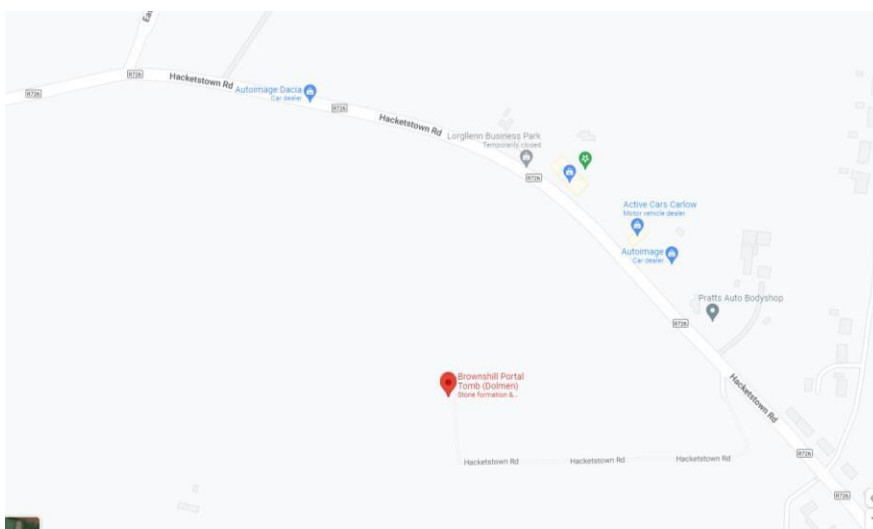 Eas
R726
Hacketstown Rd
Autoimage Dacia
Car dealer
R726
R726
Hacketstown Rd
Lorgllenn Business Park
Temporarily closed
R726
Active Cars Carlow
Motor vehicle dealer
Autoimage
Car dealer
Pratts Auto Bodyshop
R726
Brownshill Portal
Tomb (Dolmen)
Stone formation &...
Hacketstown Rd
Hacketstown Rd
Hacketstown Rd
Hacketstown Rd
R726
R726